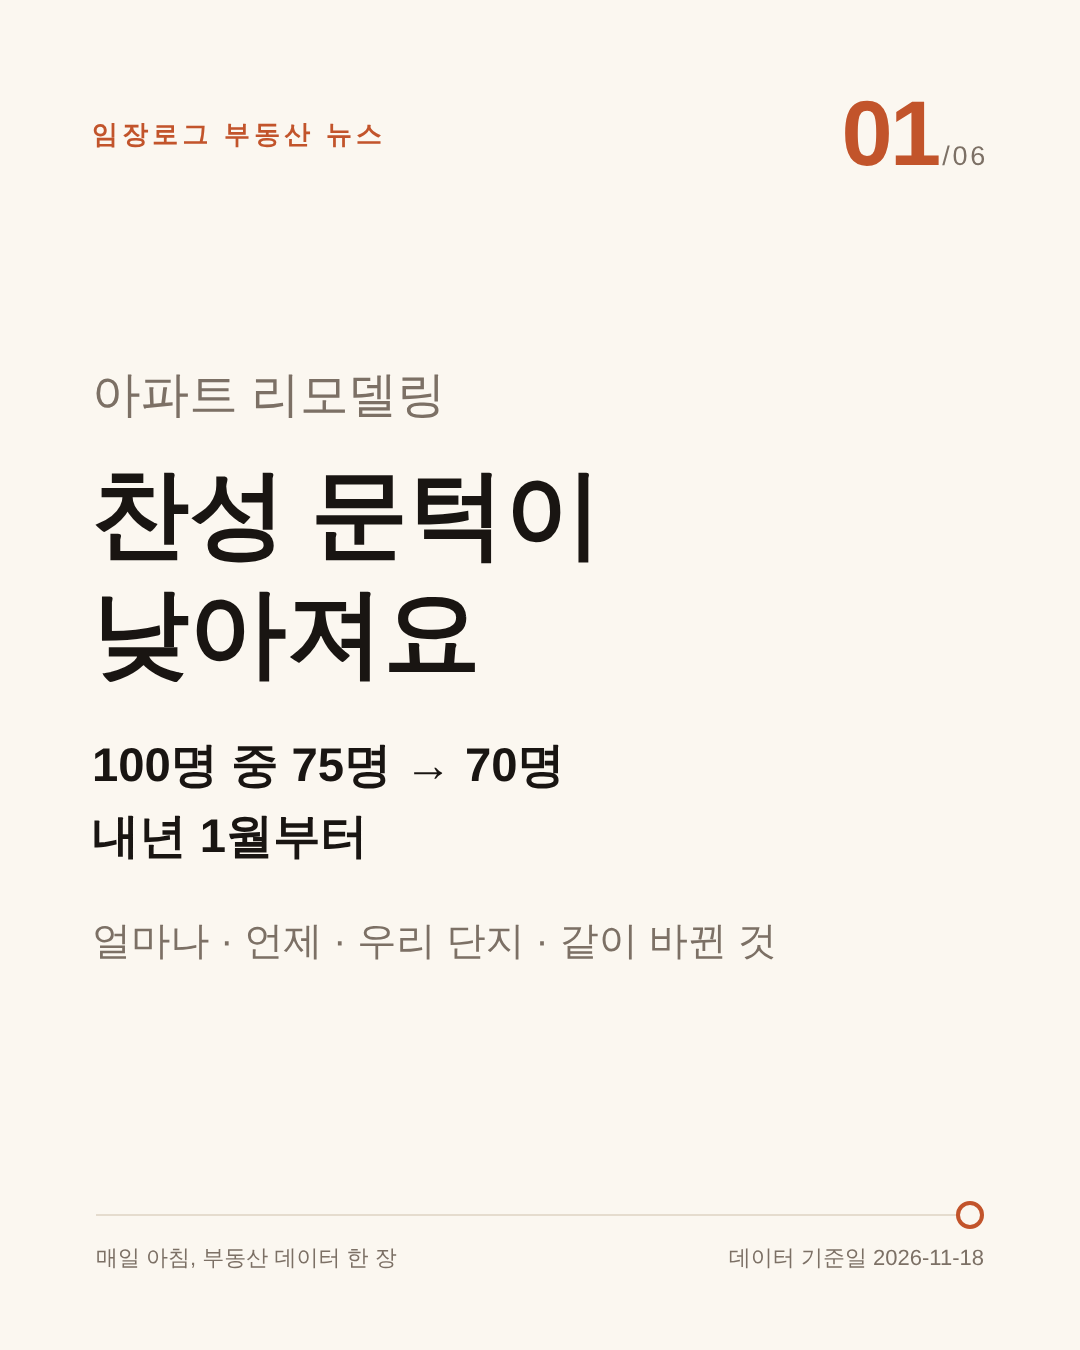 임장로그 부동산 뉴스
01/06
아파트 리모델링
찬성 문턱이
낮아져요
100명 중 75명 → 70명
내년 1월부터
얼마나 · 언제 · 우리 단지 · 같이 바뀐 것
매일 아침, 부동산 데이터 한 장
데이터 기준일 2026-11-18